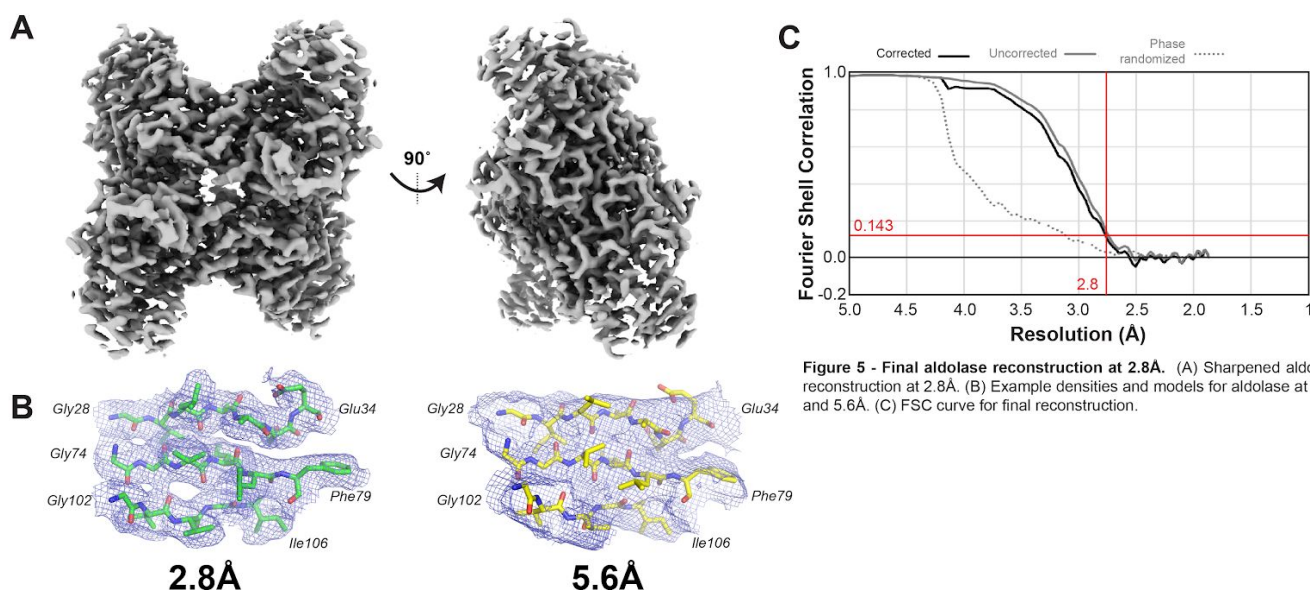 A
90°
B
Gly28
Gly74
Gly102
Glu34
Phe79
Ile106
2.8Å
Gly28
Gly74
Gly102
Glu34
Phe79
Ile106
5.6Å
C
Corrected
Uncorrected
Phase
randomized
Fourier Shell Correlation
1.0
0.143
0.0
-0.2
2.8
5.0 4.5 4.0 3.5 3.0 2.5 2.0 1.5 1
Resolution (Å)
Figure 5 - Final aldolase reconstruction at 2.8Å. (A) Sharpened
reconstruction at 2.8Å. (B) Example densities and models for aldolase at
and 5.6Å. (C) FSC curve for final reconstruction.